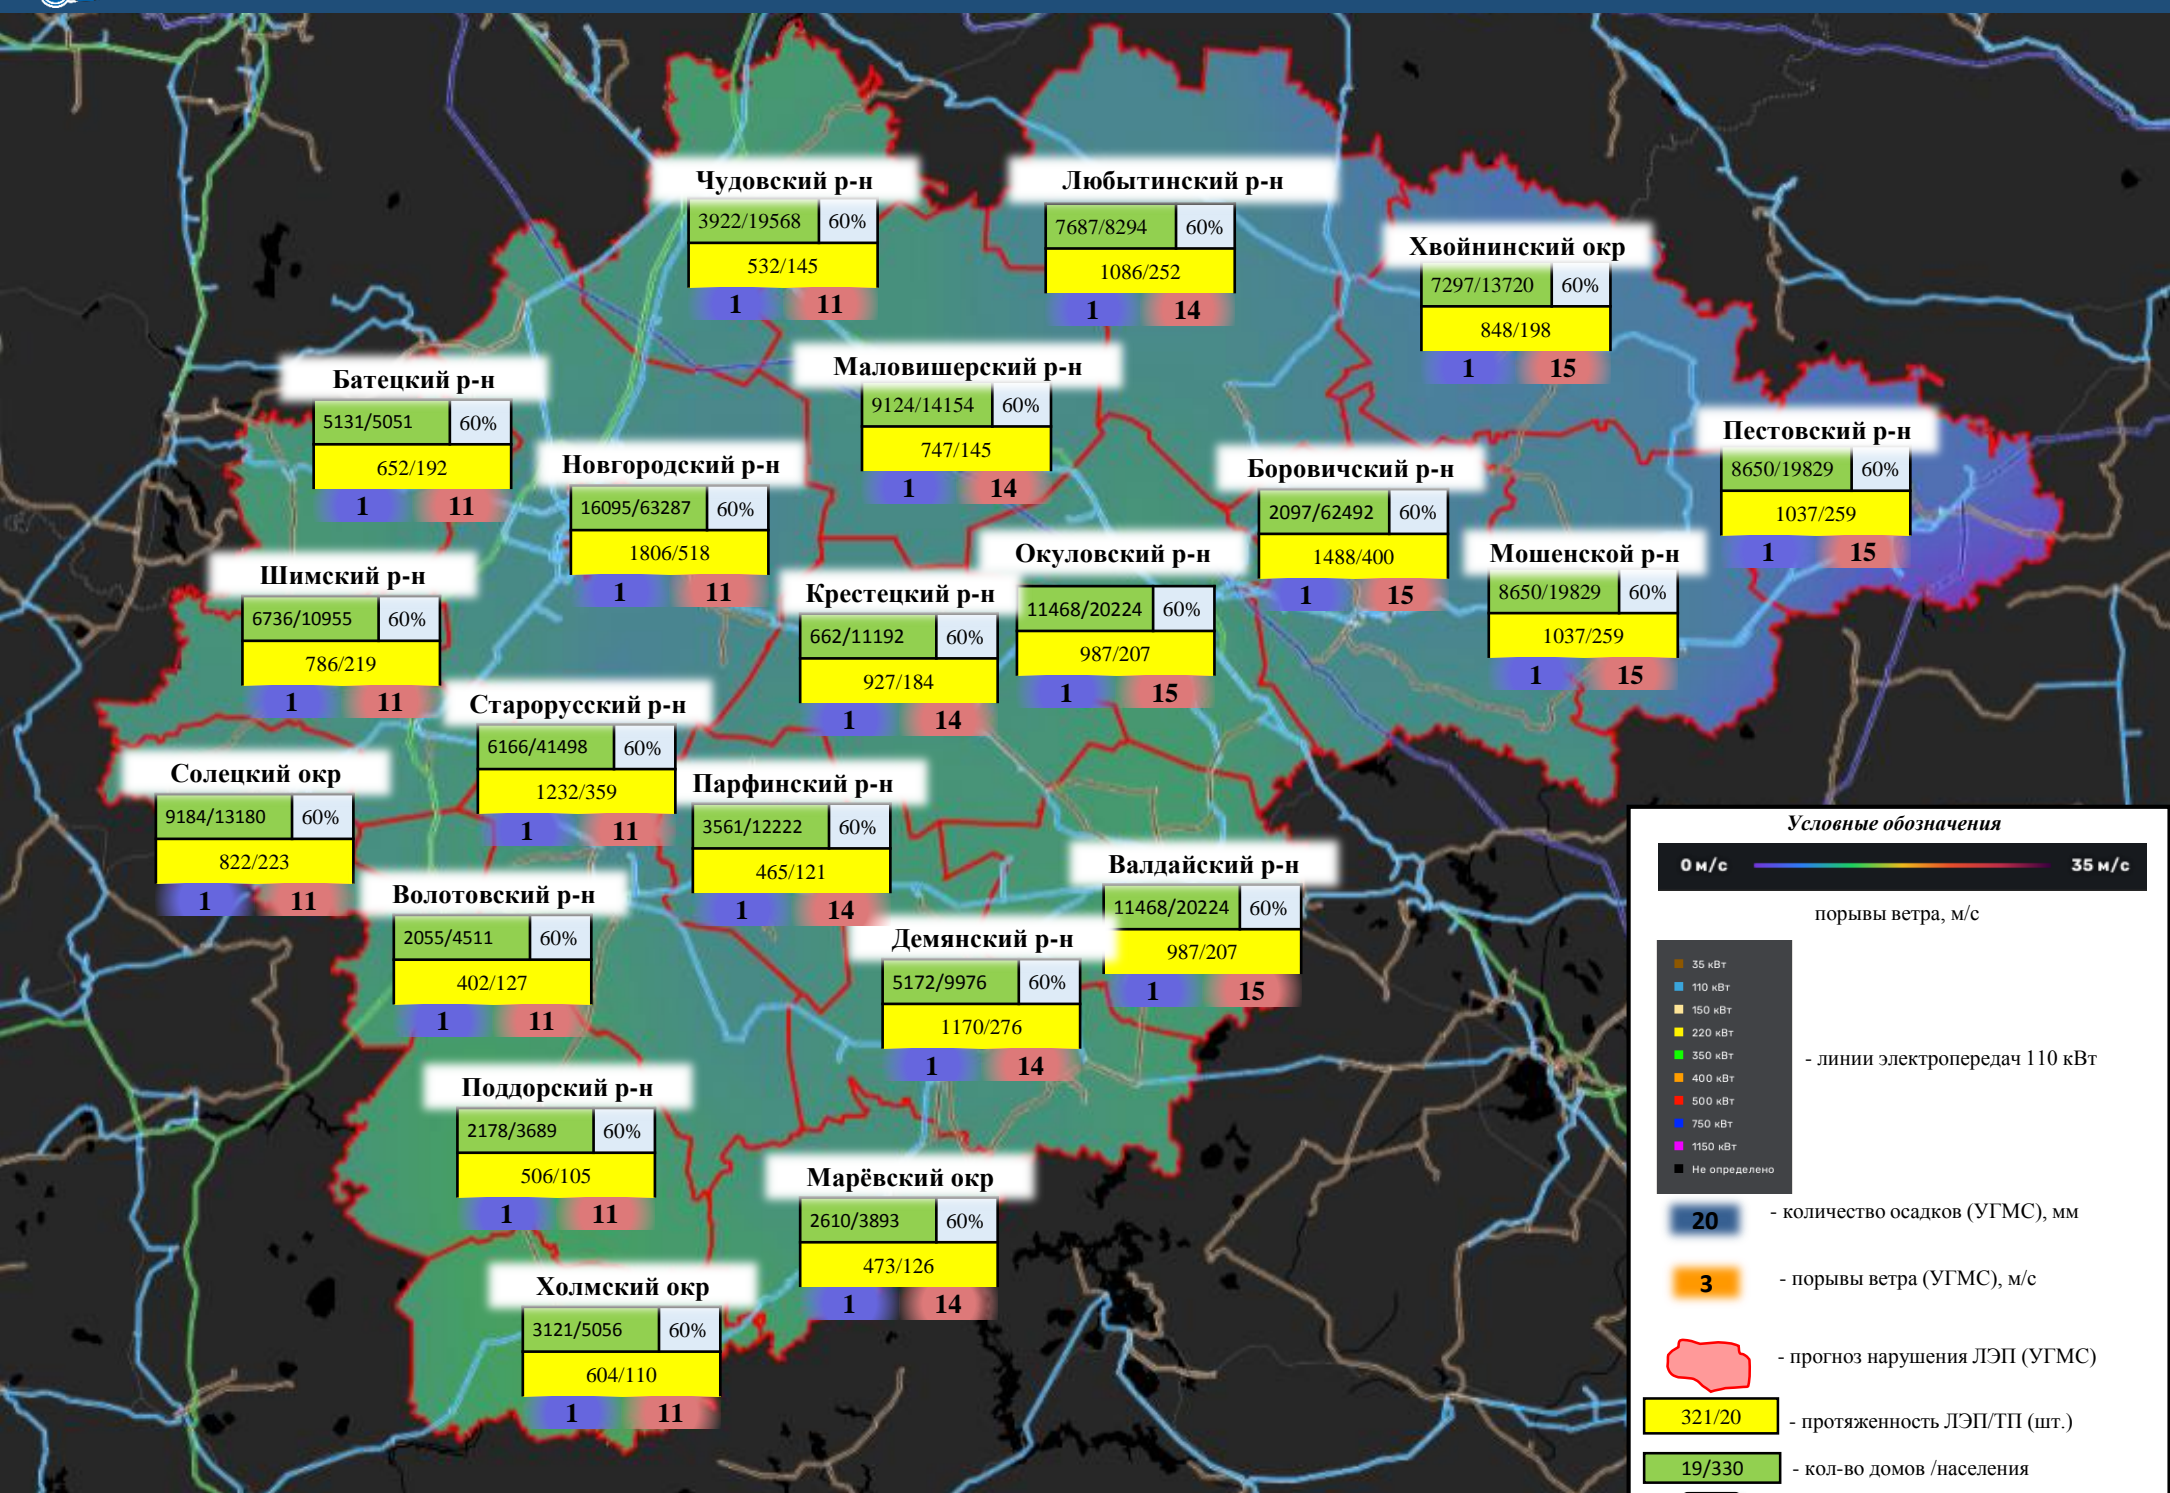 Чудовский р-н
3922/19568 60%
532/145
1 11
Любытинский р-н
7687/8294 60%
1086/252
1 14
Хвойнинский окр
7297/13720 60%
848/198
1 15
Батецкий р-н
5131/5051 60%
652/192
1 11
Маловишерский р-н
9124/14154 60%
747/145
1 14
Новгородский р-н
16095/63287 60%
1806/518
1 11
Боровичский р-н
2097/62492 60%
1488/400
1 15
Пестовский р-н
8650/19829 60%
1037/259
1 15
Шимский р-н
6736/10955 60%
786/219
1 11
Крестецкий р-н
662/11192 60%
927/184
1 14
Окуловский р-н
11468/20224 60%
987/207
1 15
Мошенской р-н
8650/19829 60%
1037/259
1 15
Старорусский р-н
6166/41498 60%
1232/359
1 11
Солецкий окр
9184/13180 60%
822/223
1 11
Парфинский р-н
3561/12222 60%
465/121
1 14
Волотовский р-н
2055/4511 60%
402/127
1 11
Демянский р-н
5172/9976 60%
1170/276
1 14
Валдайский р-н
11468/20224 60%
987/207
1 15
Поддорский р-н
2178/3689 60%
506/105
1 11
Марёвский окр
2610/3893 60%
473/126
1 14
Холмский окр
3121/5056 60%
604/110
1 11
Условные обозначения
0 м/с 35 м/с
порывы ветра, м/с
35 кВт
110 кВт
150 кВт
220 кВт
350 кВт
400 кВт
500 кВт
750 кВт
1150 кВт
Не определено
- линии электропередач 110 кВт
20 - количество осадков (УГМС), мм
3 - порывы ветра (УГМС), м/с
- прогноз нарушения ЛЭП (УГМС)
321/20 - протяженность ЛЭП/ТП (шт.)
19/330 - кол-во домов /населения